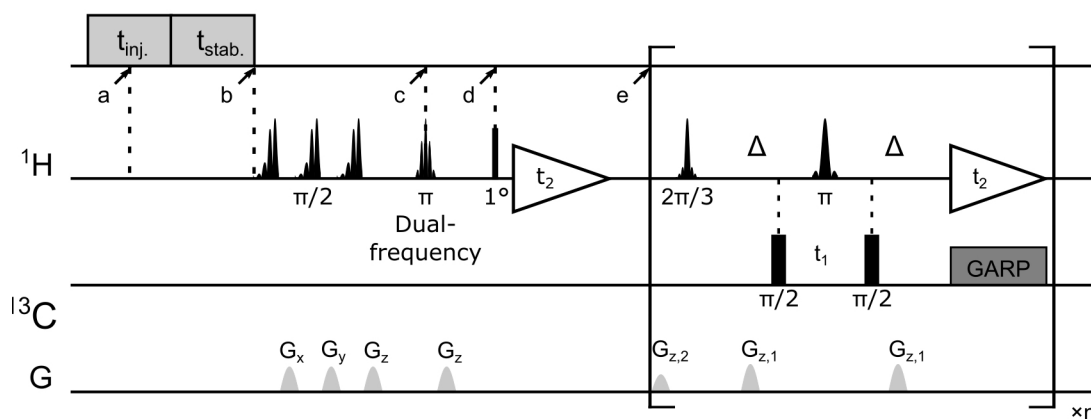 t_inj. t_stab.
a b c d e
¹H π/2 π 1° t₂ 2π/3 Δ π Δ t₂
Dual-
frequency
t₁ GARP
π/2 π/2
¹³C
G_x G_y G_z G_z G_z,2 G_z,1 G_z,1
G